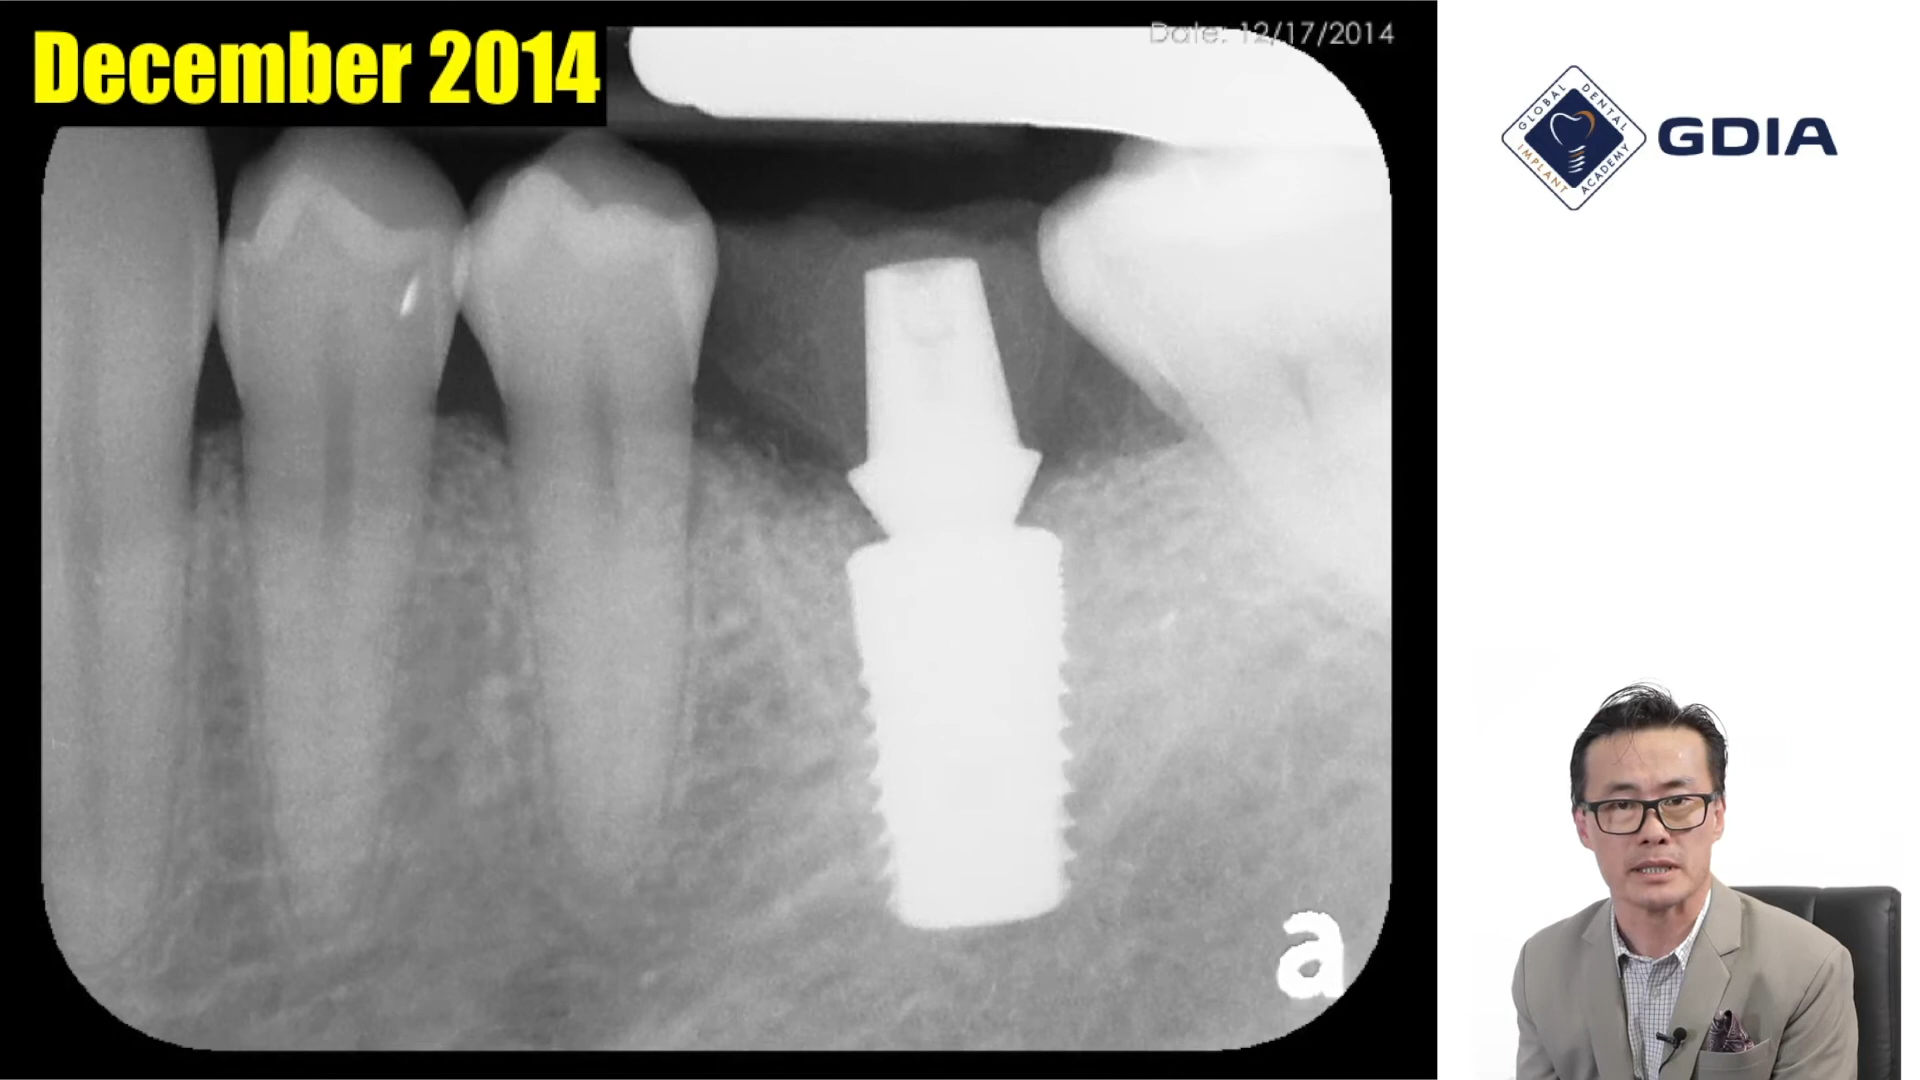 December 2014
Date: 12/17/2014
GLOBAL DENTAL
IMPLANT ACADEMY
GDIA
a